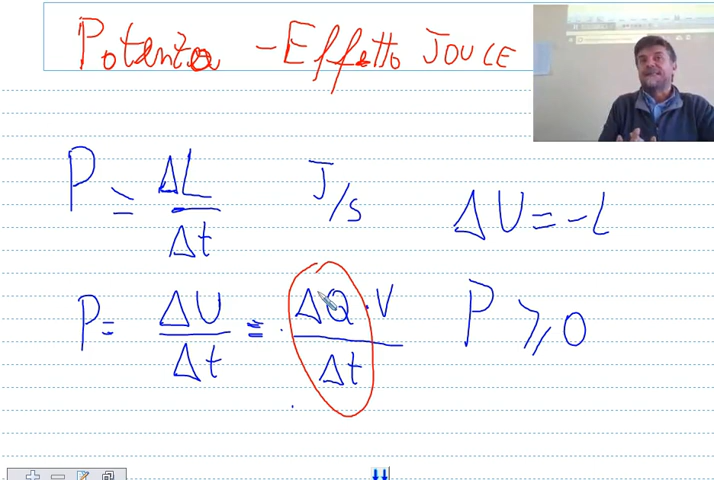 Potenza - Effetto JOULE
P = ΔL/Δt J/s ΔU = -L
P = ΔU/Δt = ΔQ·V/Δt P ≥ 0